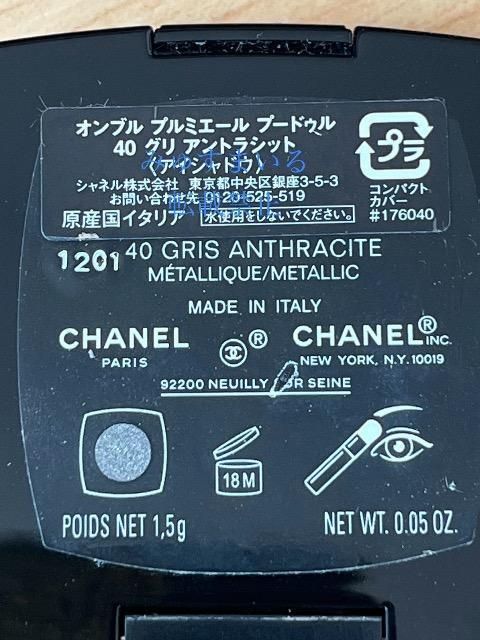 オンブル プルミエール プードゥル
40 グリ アントラシット
〈アイシャドウ〉
みゅすまいる
シャネル株式会社 東京都中央区銀座3-5-3
お問い合わせ先 0120-525-519
原産国イタリア 水使用をしないでください。
プラ
コンパクト
カバー
#176040
1201 40 GRIS ANTHRACITE
MÉTALLIQUE/METALLIC
MADE IN ITALY
CHANEL ® CHANEL® INC.
PARIS NEW YORK, N.Y. 10019
92200 NEUILLY SEINE
18 M
POIDS NET 1,5g NET WT. 0.05 OZ.